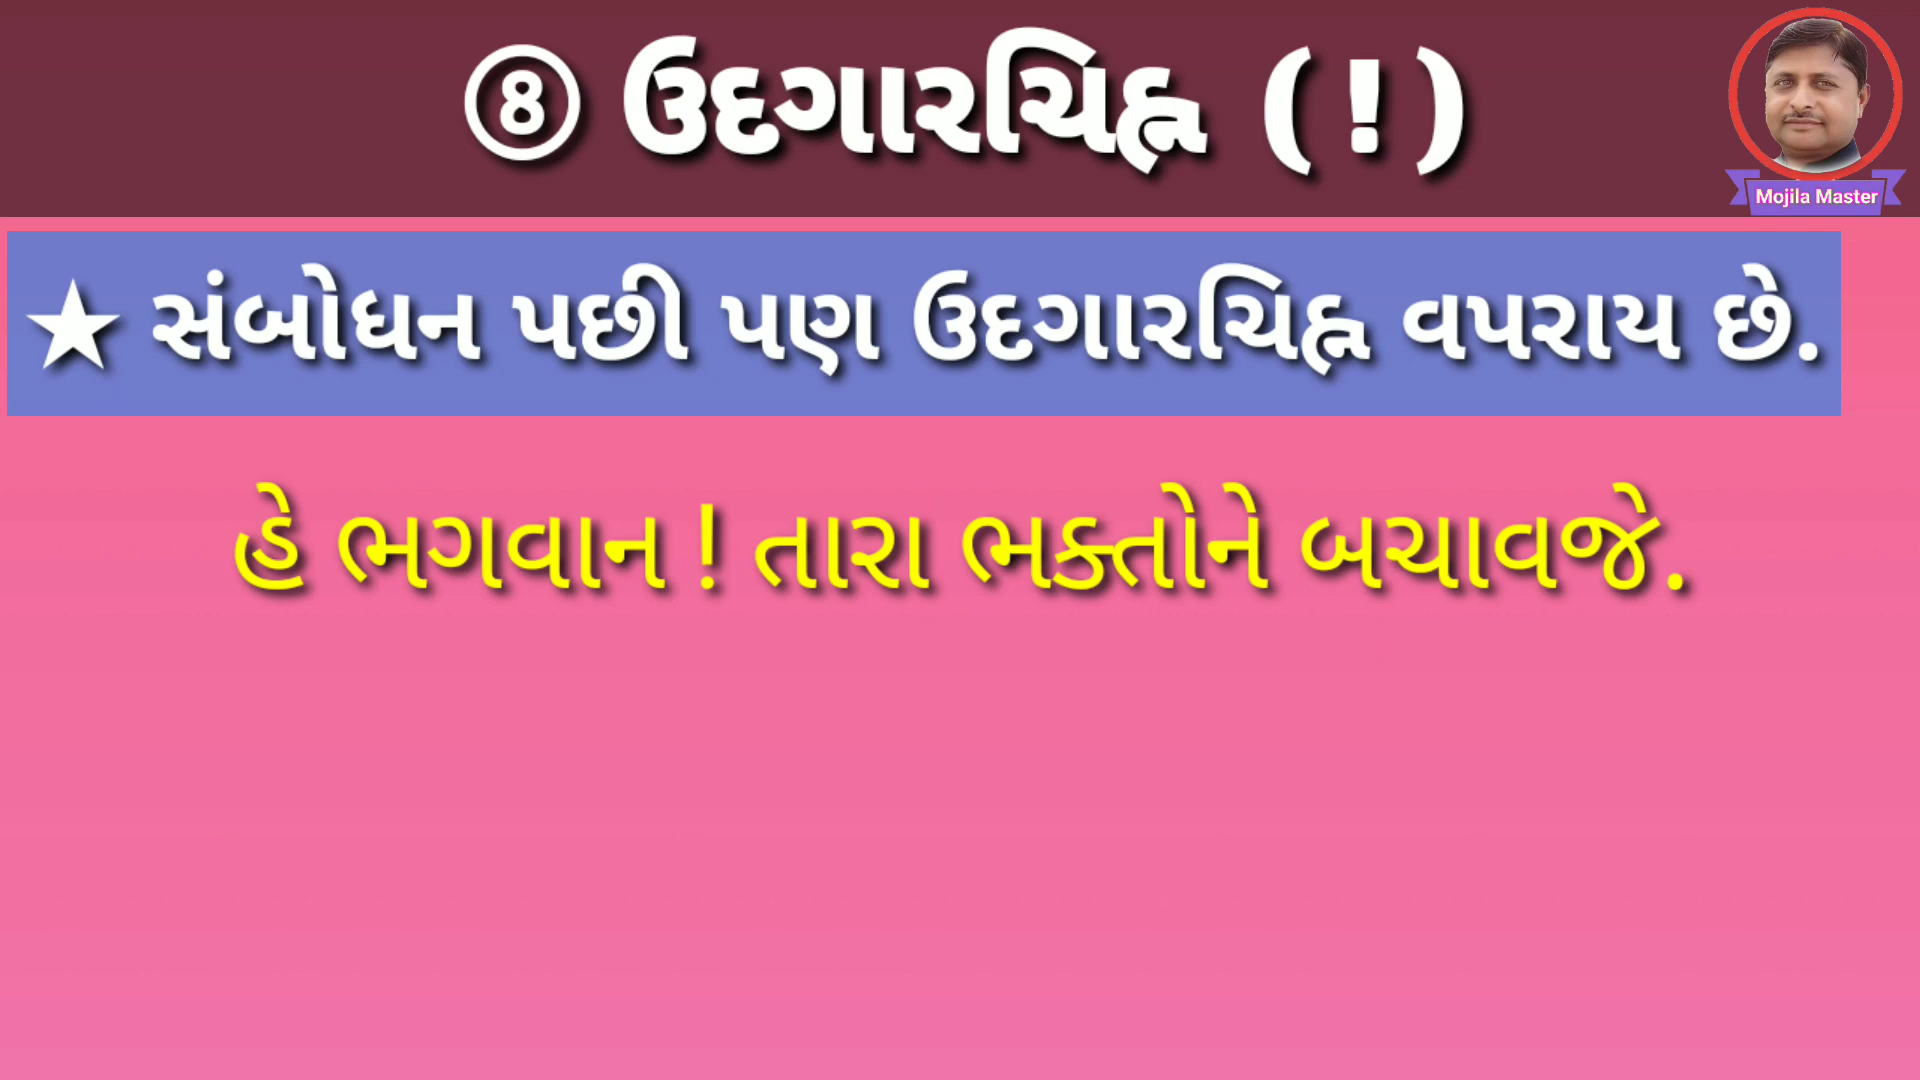 ⑧ ઉદગારચિહ્ન ( ! )
Mojila Master
★ સંબોધન પછી પણ ઉદગારચિહ્ન વપરાય છે.
હે ભગવાન ! તારા ભક્તોને બચાવજે.